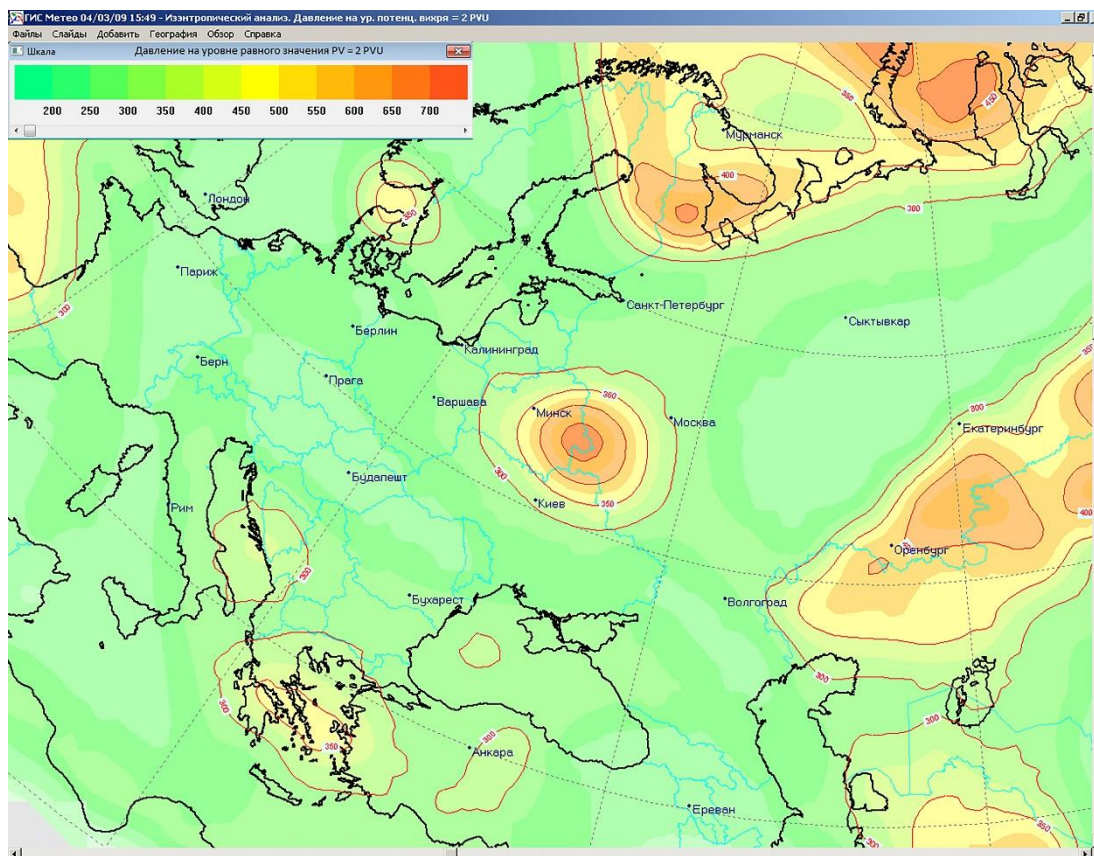 ГИС Метео 04/03/09 15:49 - Изэнтропический анализ. Давление на ур. потенц. вихря = 2 PVU
Файлы Слайды Добавить География Обзор Справка
Шкала Давление на уровне равного значения PV = 2 PVU
200 250 300 350 400 450 500 550 600 650 700
Мурманск
350
450
400
Лондон
350
300
Париж
300
Санкт-Петербург
Сыктывкар
Берлин
Калининград
Берн
350
Прага
350
Варшава
Минск
Москва
300
Екатеринбург
300
Будапешт
Рим
Киев
350
400
Оренбург
300
Бухарест
Волгоград
300
300
300
350
300
Анкара
Ереван
350
300